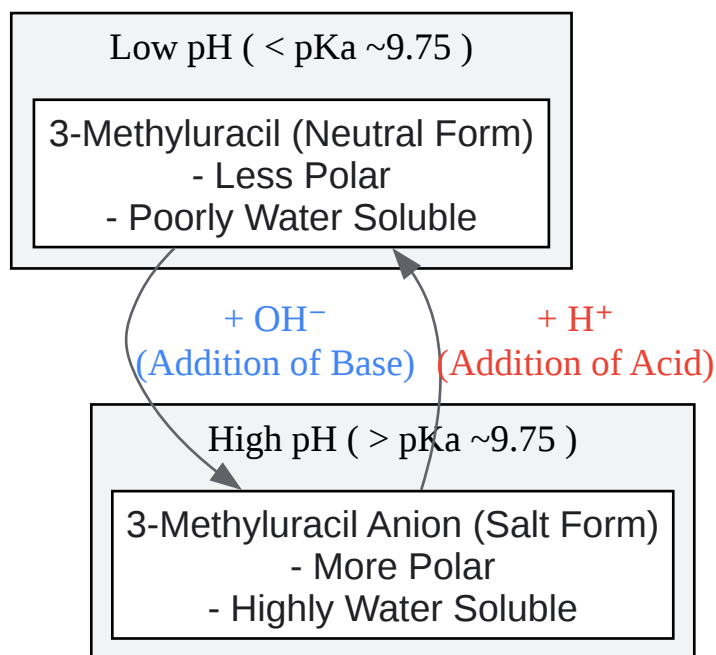 Low pH ( < pKa ~9.75 )
3-Methyluracil (Neutral Form)
- Less Polar
- Poorly Water Soluble
+ OH⁻
(Addition of Base)
+ H⁺
(Addition of Acid)
High pH ( > pKa ~9.75 )
3-Methyluracil Anion (Salt Form)
- More Polar
- Highly Water Soluble